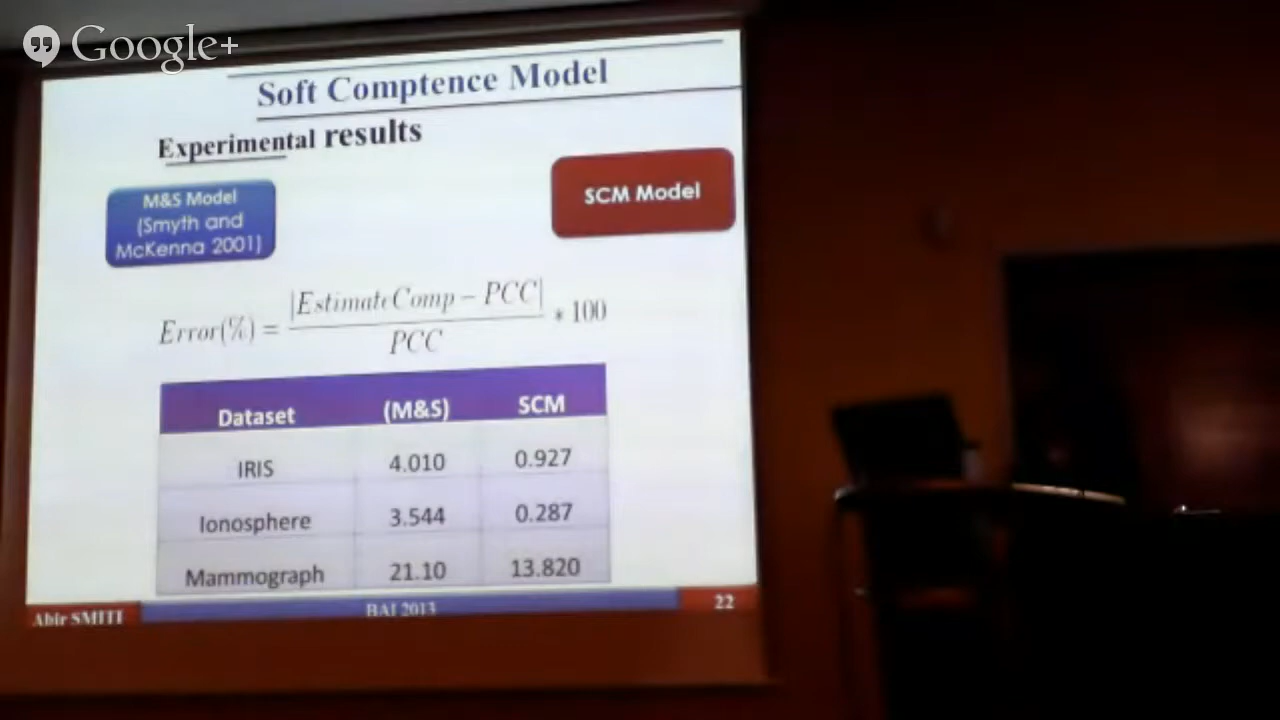 Google+
Soft Comptence Model
Experimental results
M&S Model
(Smyth and
McKenna 2001)
SCM Model
Error(%) = |EstimateComp − PCC| / PCC * 100
Dataset (M&S) SCM
IRIS 4.010 0.927
Ionosphere 3.544 0.287
Mammograph 21.10 13.820
Abir SMITI BAI 2013 22